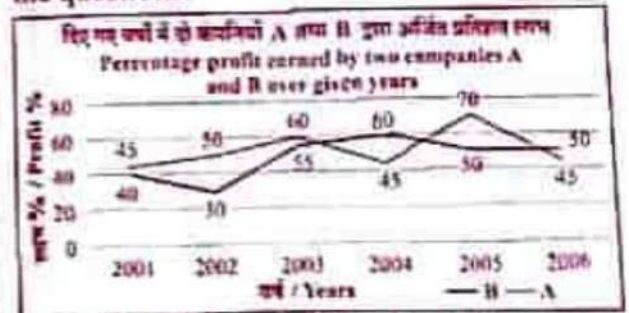 दिए गए वर्षों में दो कम्पनियों A तथा B द्वारा अर्जित प्रतिशत लाभ
Percentage profit earned by two companies A
and B over given years
लाभ % / Profit %
80
60
40
20
0
45 50 60 60 70 50
40 30 55 45 50 45
2001 2002 2003 2004 2005 2006
वर्ष / Years
B A